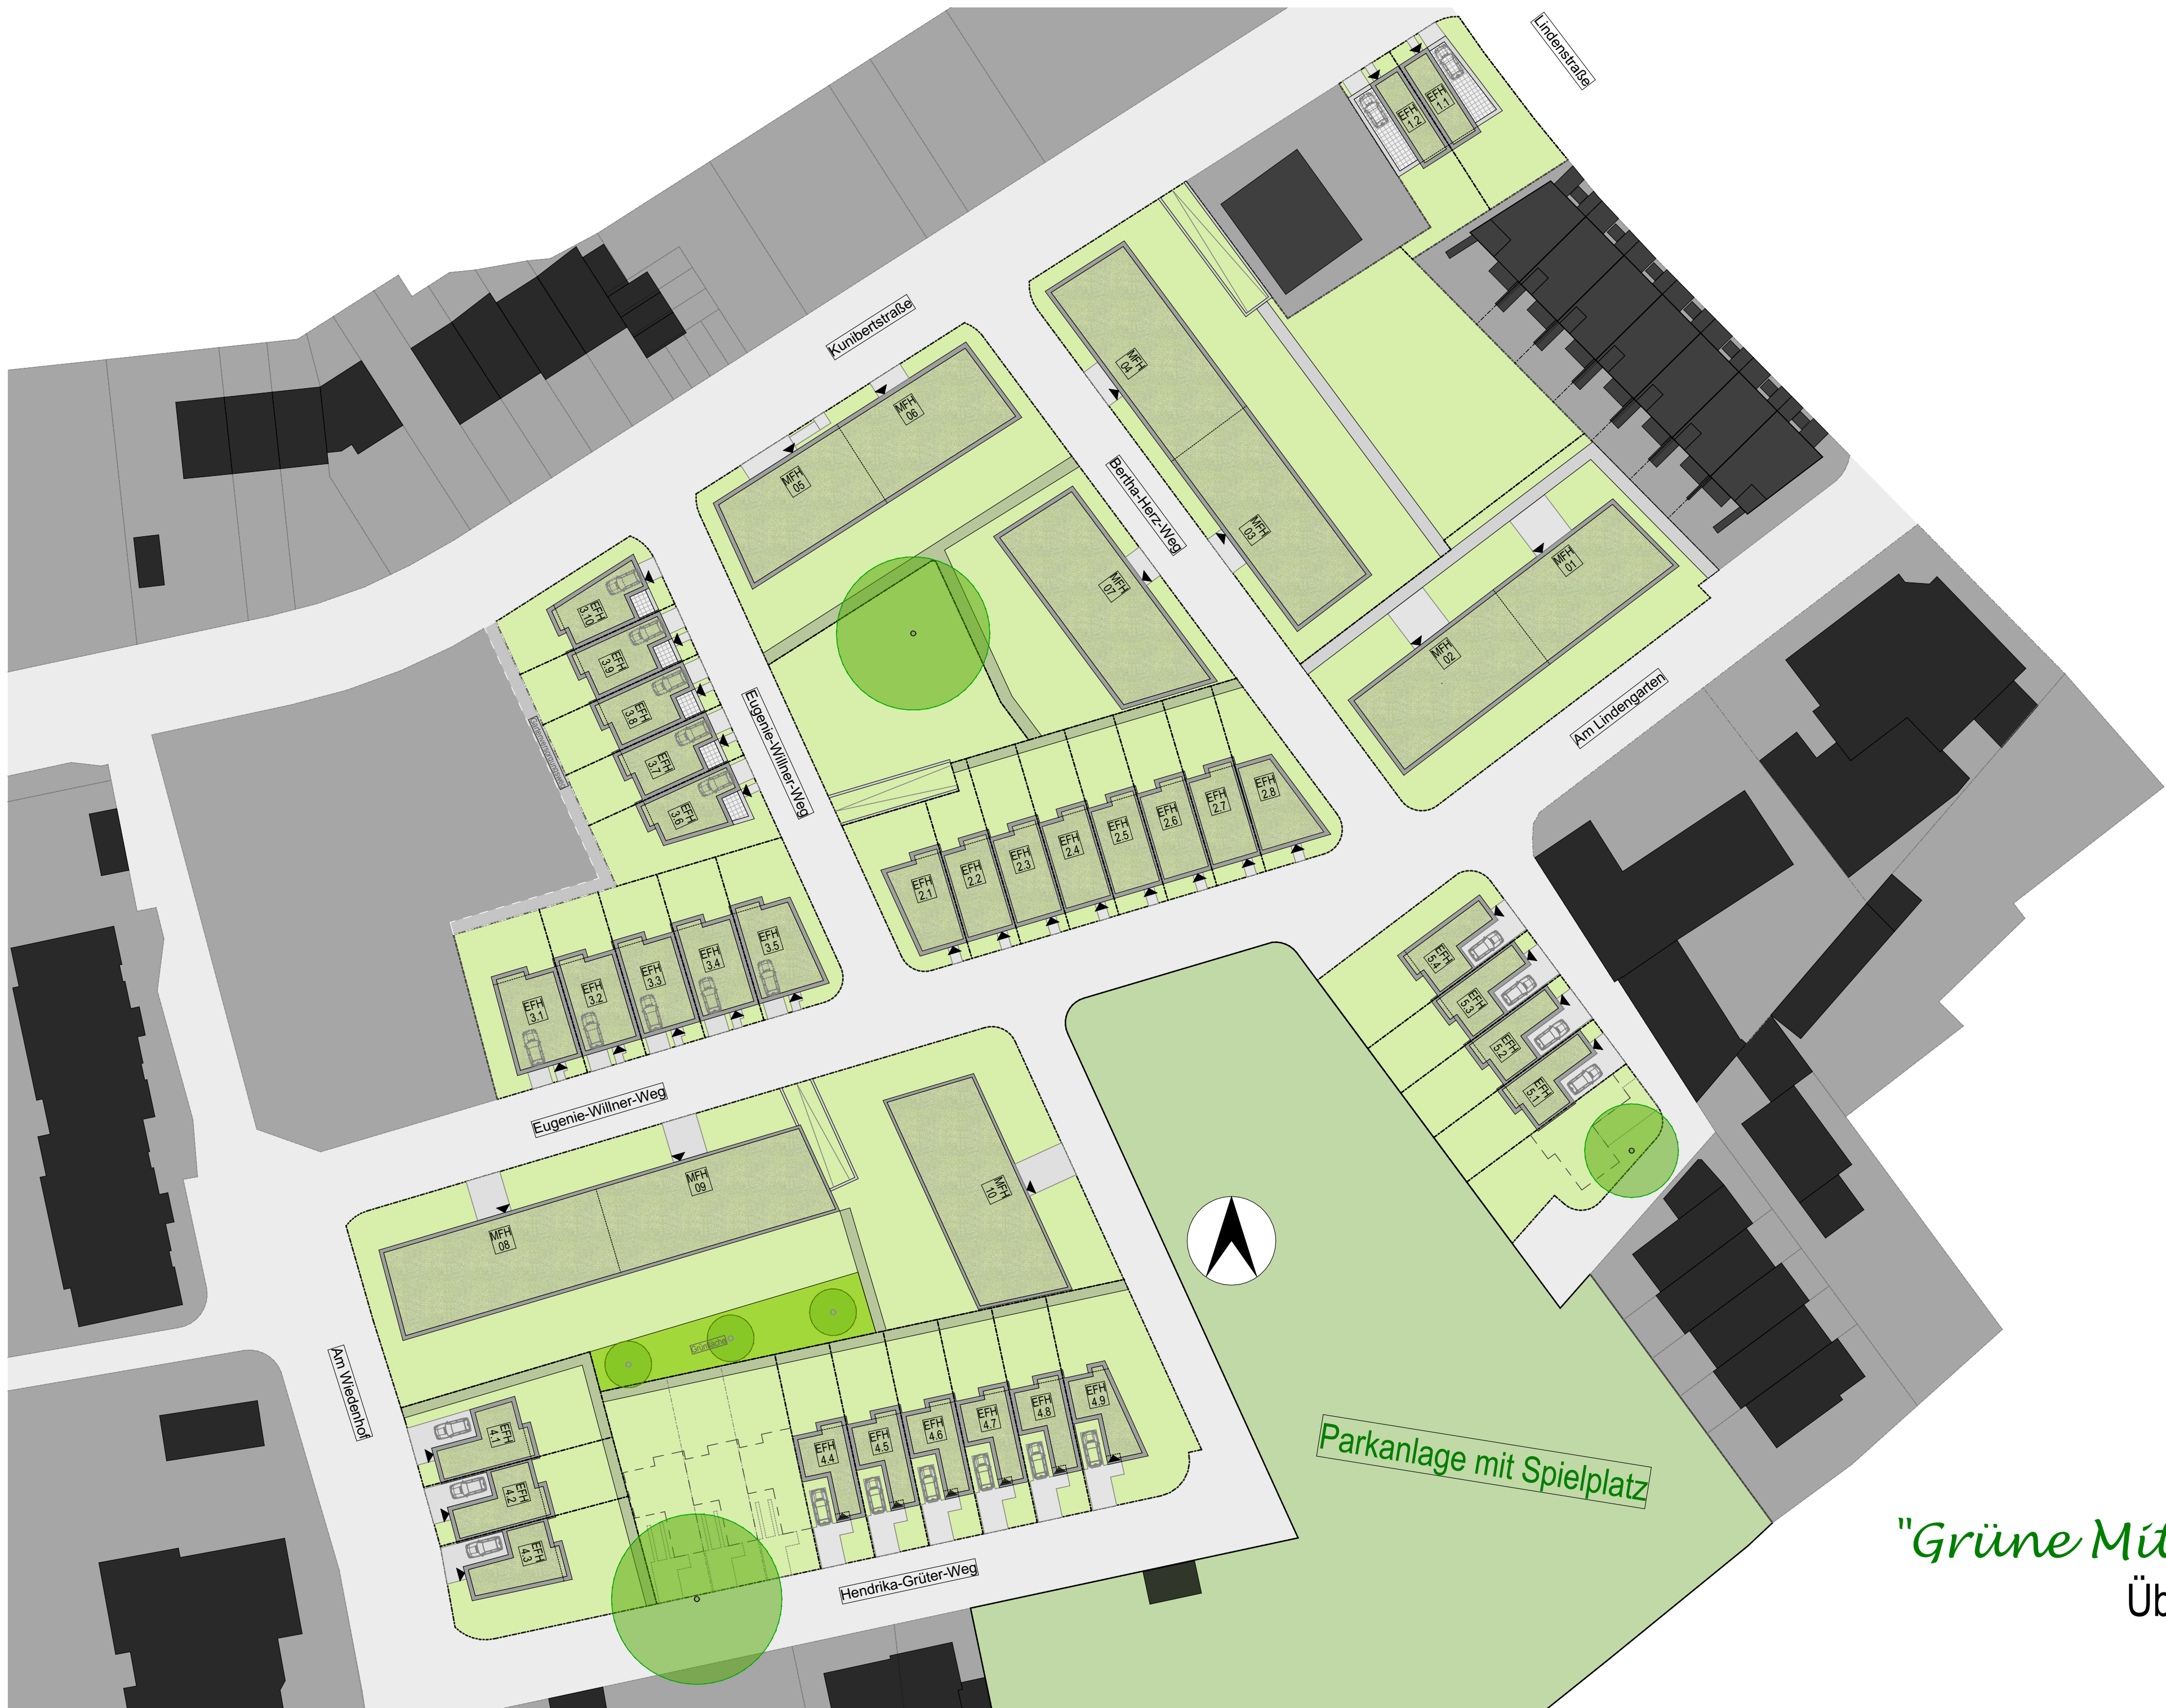 Lindenstraße
EFH
1.1
EFH
1.2
Kunibertstraße
MFH
04
MFH
06
MFH
05
Bertha-Herz-Weg
MFH
03
MFH
01
MFH
07
MFH
02
EFH
3.10
EFH
3.9
EFH
3.8
EFH
3.7
EFH
3.6
Eugenie-Willner-Weg
Am Lindengarten
EFH
2.1
EFH
2.2
EFH
2.3
EFH
2.4
EFH
2.5
EFH
2.6
EFH
2.7
EFH
2.8
EFH
3.1
EFH
3.2
EFH
3.3
EFH
3.4
EFH
3.5
EFH
5.4
EFH
5.3
EFH
5.2
EFH
5.1
Eugenie-Willner-Weg
MFH
09
MFH
08
MFH
10
Grünfläche
Am Wiedenhof
EFH
4.1
EFH
4.2
EFH
4.3
EFH
4.4
EFH
4.5
EFH
4.6
EFH
4.7
EFH
4.8
EFH
4.9
Hendrika-Grüter-Weg
Parkanlage mit Spielplatz
"Grüne Mit
Üb